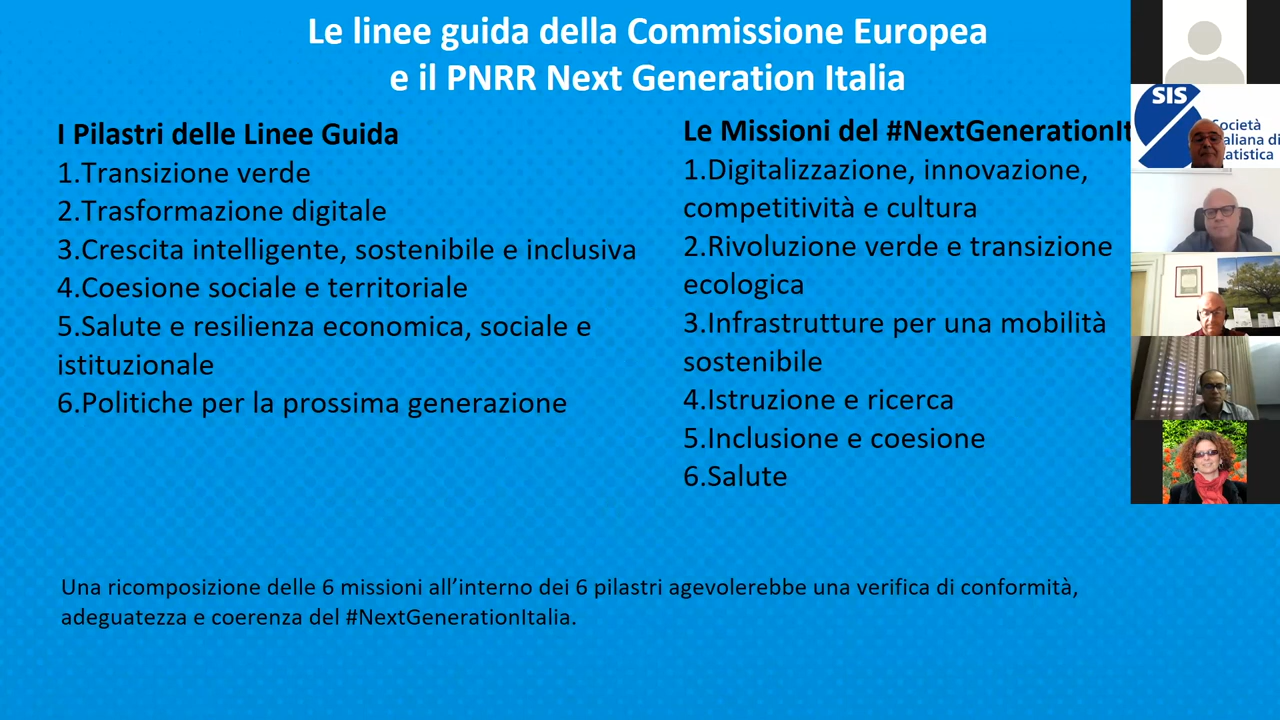 Le linee guida della Commissione Europea
e il PNRR Next Generation Italia
I Pilastri delle Linee Guida
1.Transizione verde
2.Trasformazione digitale
3.Crescita intelligente, sostenibile e inclusiva
4.Coesione sociale e territoriale
5.Salute e resilienza economica, sociale e
istituzionale
6.Politiche per la prossima generazione
Le Missioni del #NextGenerationIt
1.Digitalizzazione, innovazione,
competitività e cultura
2.Rivoluzione verde e transizione
ecologica
3.Infrastrutture per una mobilità
sostenibile
4.Istruzione e ricerca
5.Inclusione e coesione
6.Salute
Una ricomposizione delle 6 missioni all’interno dei 6 pilastri agevolerebbe una verifica di conformità,
adeguatezza e coerenza del #NextGenerationItalia.
SIS
Società
aliana di
tatistica